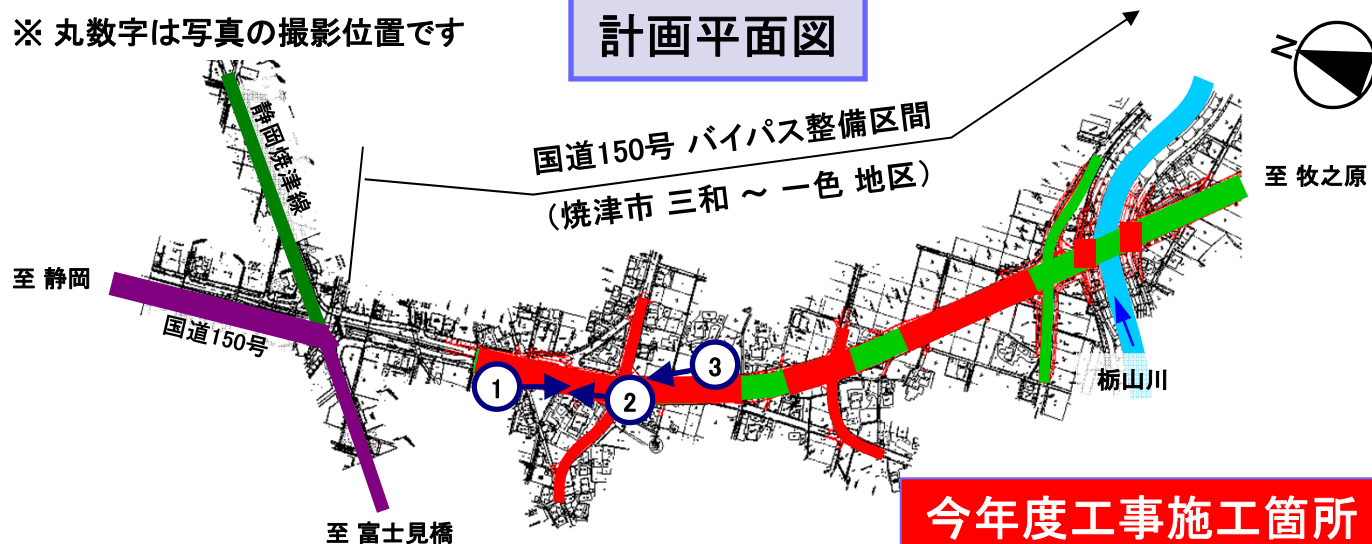 ※ 丸数字は写真の撮影位置です
計画平面図
N
静岡焼津線
国道150号 バイパス整備区間
(焼津市 三和 ～ 一色 地区)
至 牧之原
至 静岡
国道150号
1
2
3
栃山川
至 富士見橋
今年度工事施工箇所